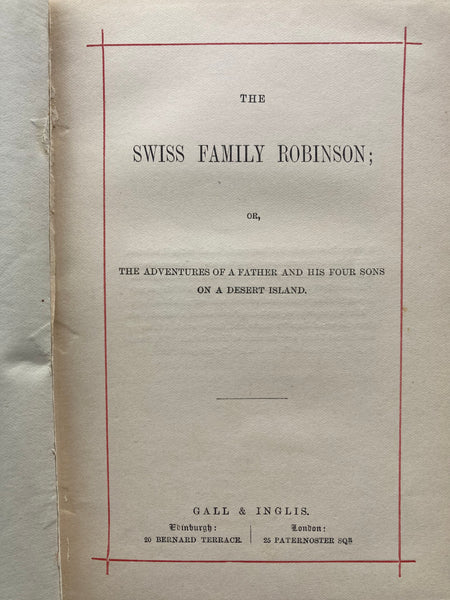 THE
SWISS FAMILY ROBINSON;
OR,
THE ADVENTURES OF A FATHER AND HIS FOUR SONS
ON A DESERT ISLAND.
GALL & INGLIS.
Edinburgh: London:
20 BERNARD TERRACE. 25 PATERNOSTER SQR